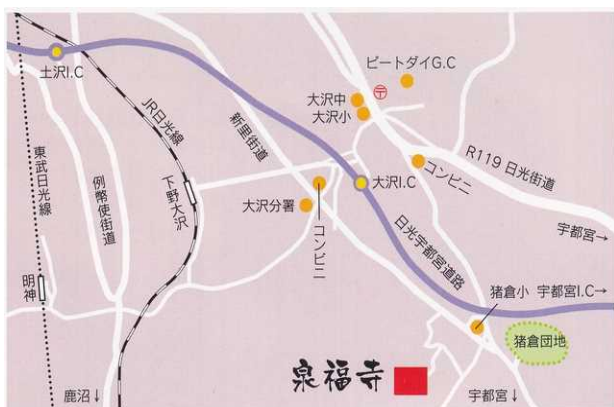 ビートダイG.C
土沢I.C
大沢中
〒
大沢小
JR日光線
新里街道
R119 日光街道
コンビニ
東武日光線
例幣使街道
下野大沢
大沢I.C
大沢分署
コンビニ
日光宇都宮道路
宇都宮→
明神
猪倉小
宇都宮I.C→
猪倉団地
泉福寺
鹿沼↓
宇都宮↓